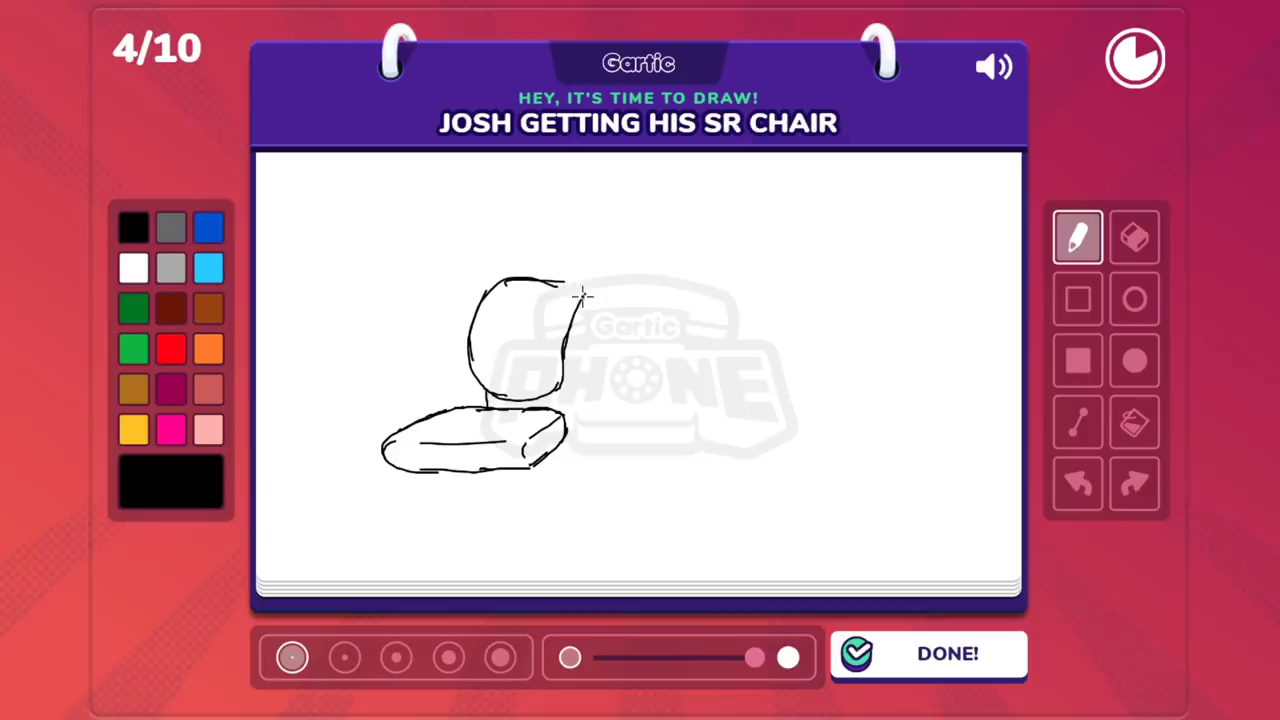 4/10
Gartic
HEY, IT'S TIME TO DRAW!
JOSH GETTING HIS SR CHAIR
Gartic
PHONE
DONE!